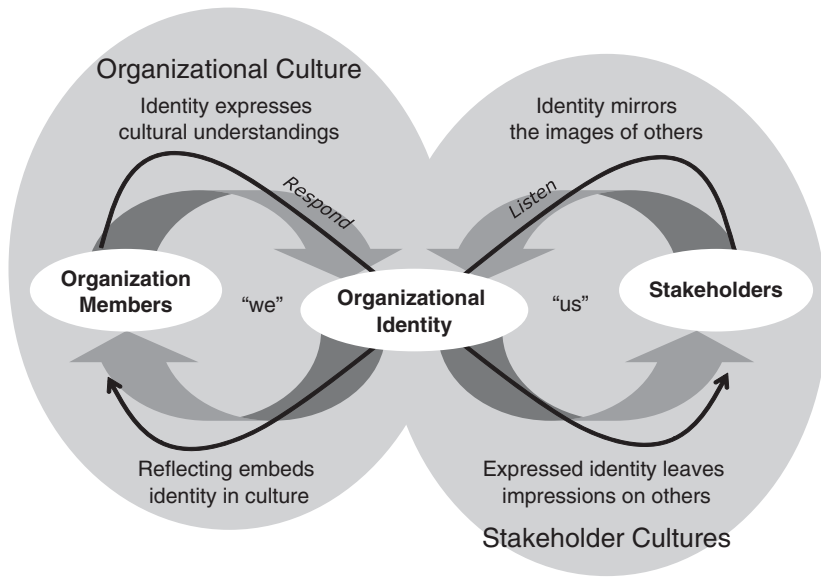 Organizational Culture
Identity expresses
cultural understandings
Identity mirrors
the images of others
Respond
Listen
Organization
Members
“we”
Organizational
Identity
“us”
Stakeholders
Reflecting embeds
identity in culture
Expressed identity leaves
impressions on others
Stakeholder Cultures